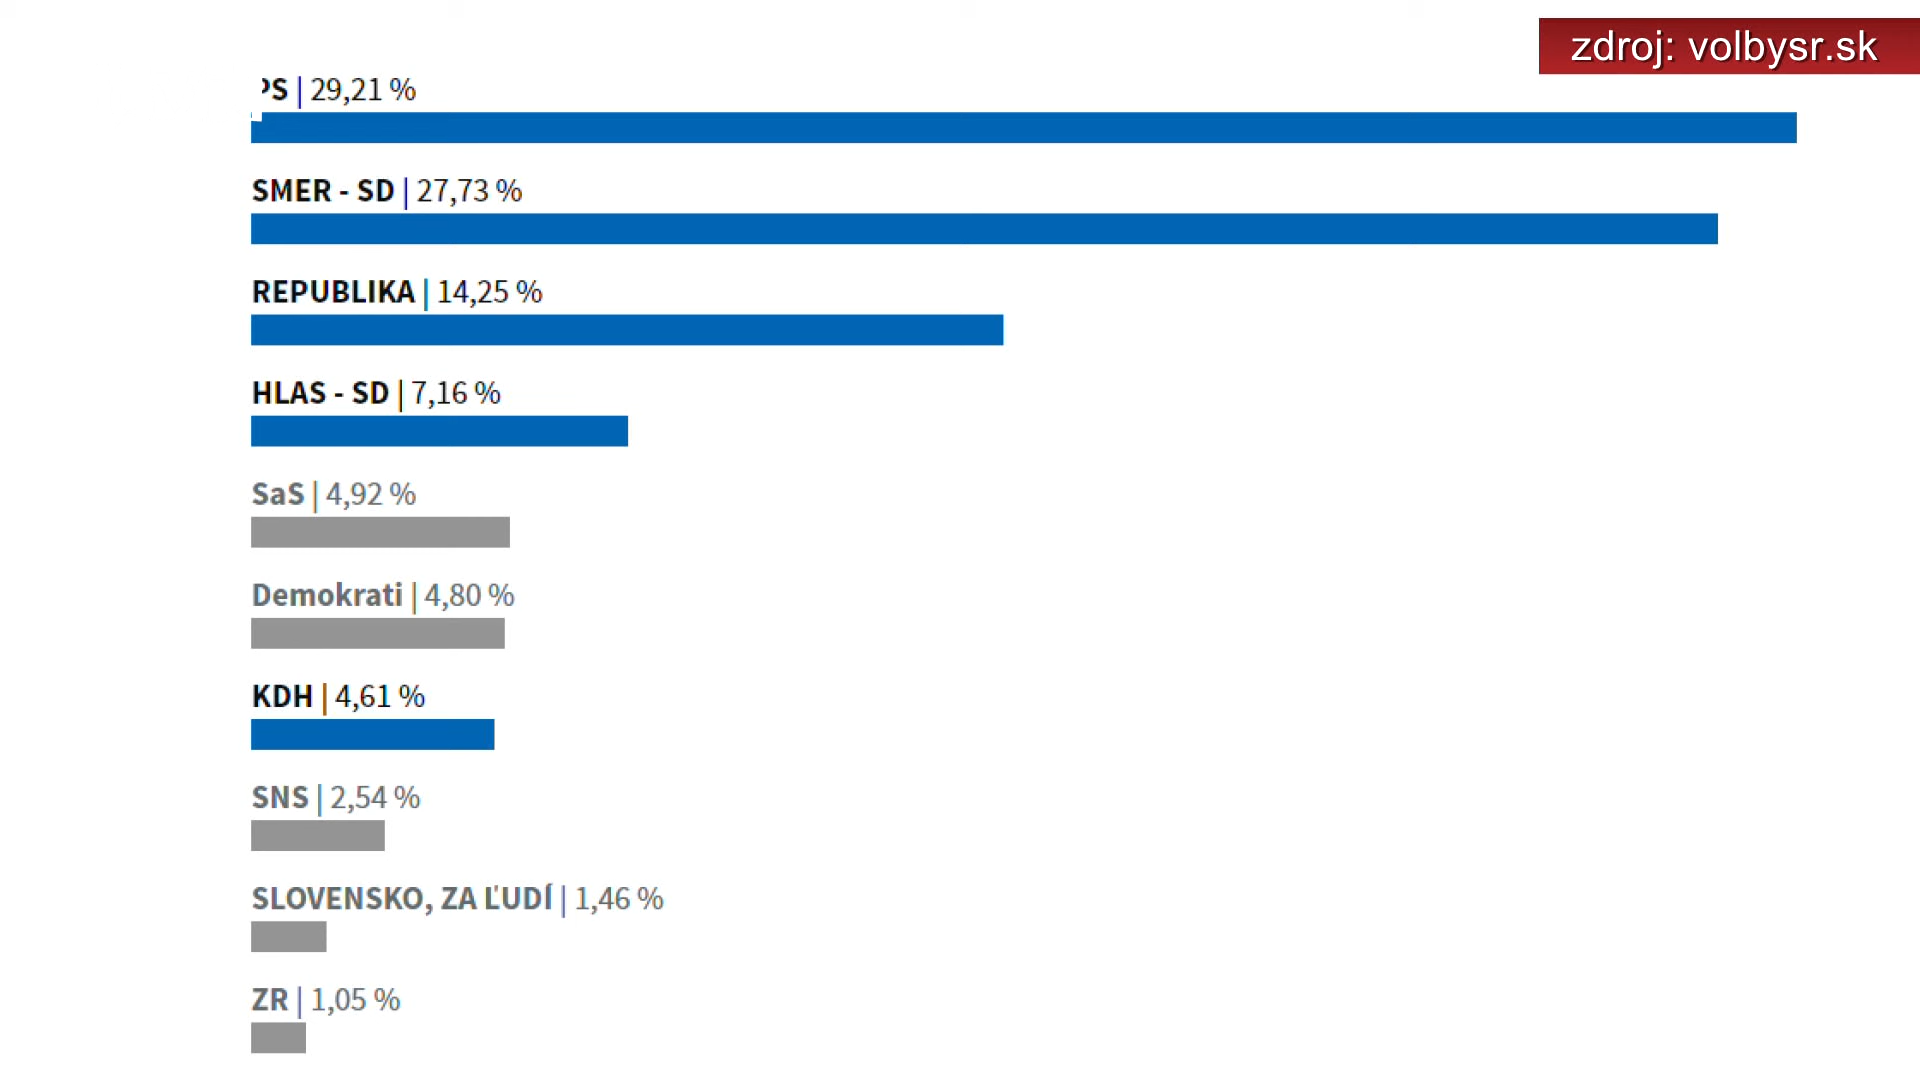 zdroj: volbysr.sk
PS | 29,21 %
SMER - SD | 27,73 %
REPUBLIKA | 14,25 %
HLAS - SD | 7,16 %
SaS | 4,92 %
Demokrati | 4,80 %
KDH | 4,61 %
SNS | 2,54 %
SLOVENSKO, ZA ĽUDÍ | 1,46 %
ZR | 1,05 %